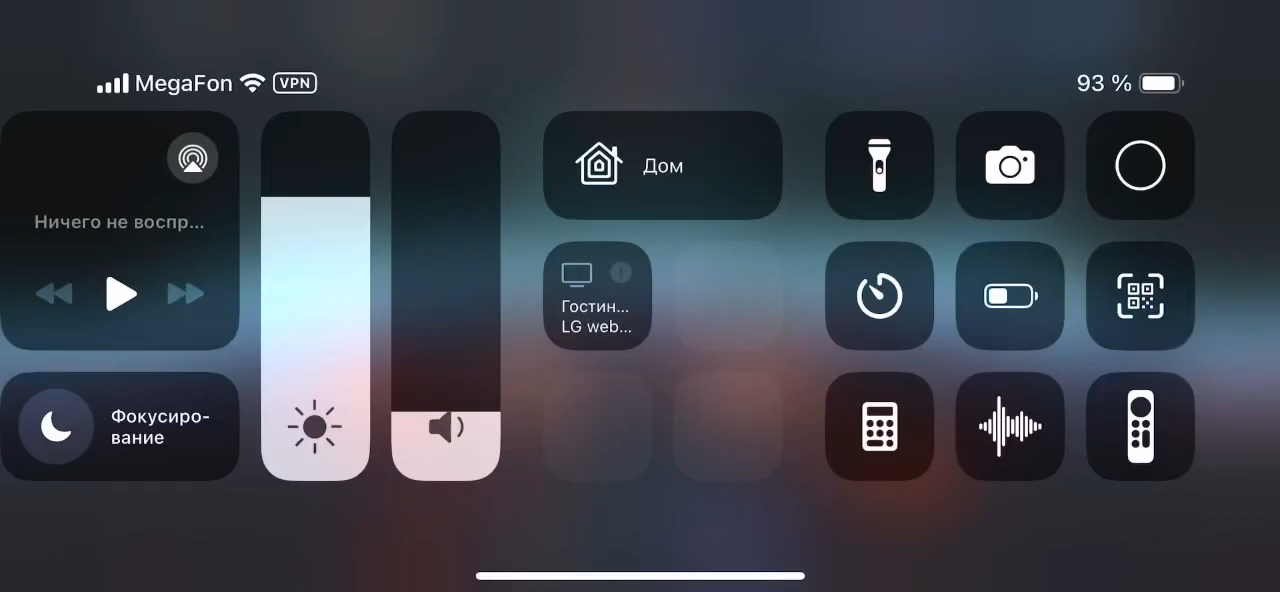 MegaFon VPN
93 %
Ничего не воспр...
Дом
Гостин...
LG web...
Фокусиро-
вание